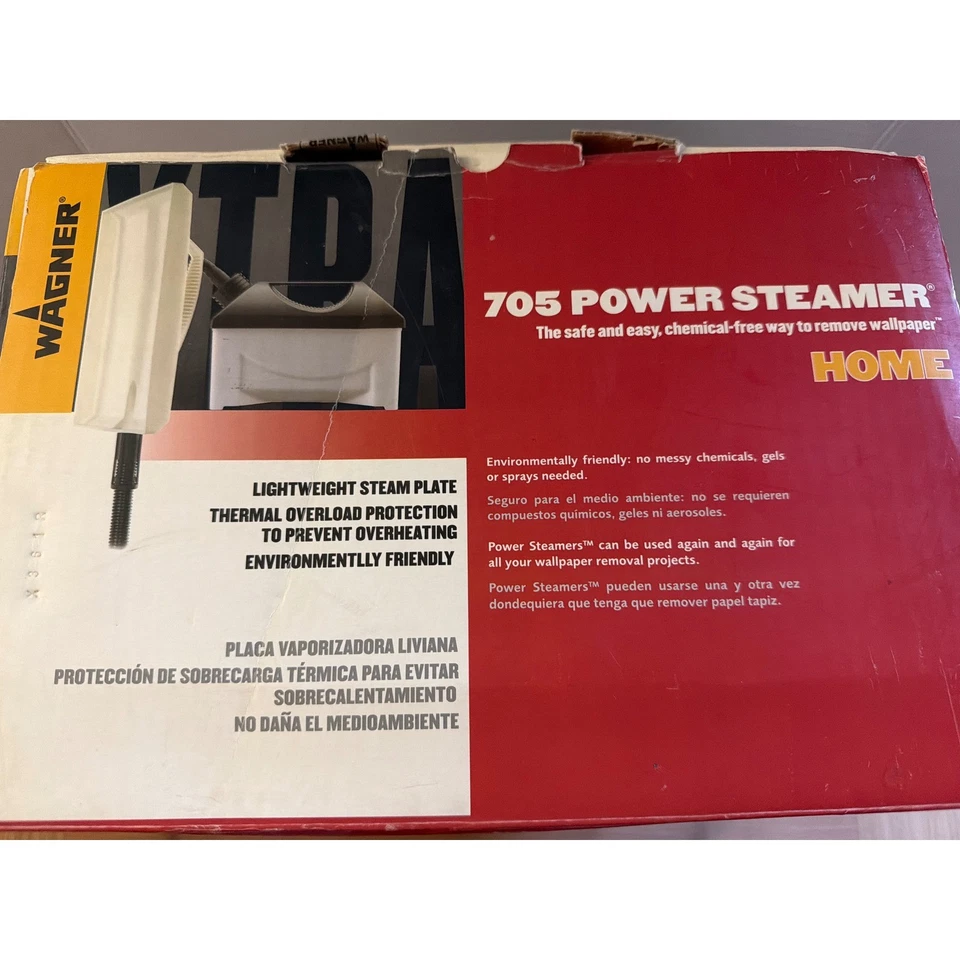 WAGNER
WAGNER®
XTRA
705 POWER STEAMER®
The safe and easy, chemical-free way to remove wallpaper™
HOME
LIGHTWEIGHT STEAM PLATE
THERMAL OVERLOAD PROTECTION
TO PREVENT OVERHEATING
ENVIRONMENTLLY FRIENDLY
X301R
PLACA VAPORIZADORA LIVIANA
PROTECCIÓN DE SOBRECARGA TÉRMICA PARA EVITAR
SOBRECALENTAMIENTO
NO DAÑA EL MEDIOAMBIENTE
Environmentally friendly: no messy chemicals, gels
or sprays needed.
Seguro para el medio ambiente: no se requieren
compuestos químicos, geles ni aerosoles.
Power Steamers™ can be used again and again for
all your wallpaper removal projects.
Power Steamers™ pueden usarse una y otra vez
dondequiera que tenga que remover papel tapiz.